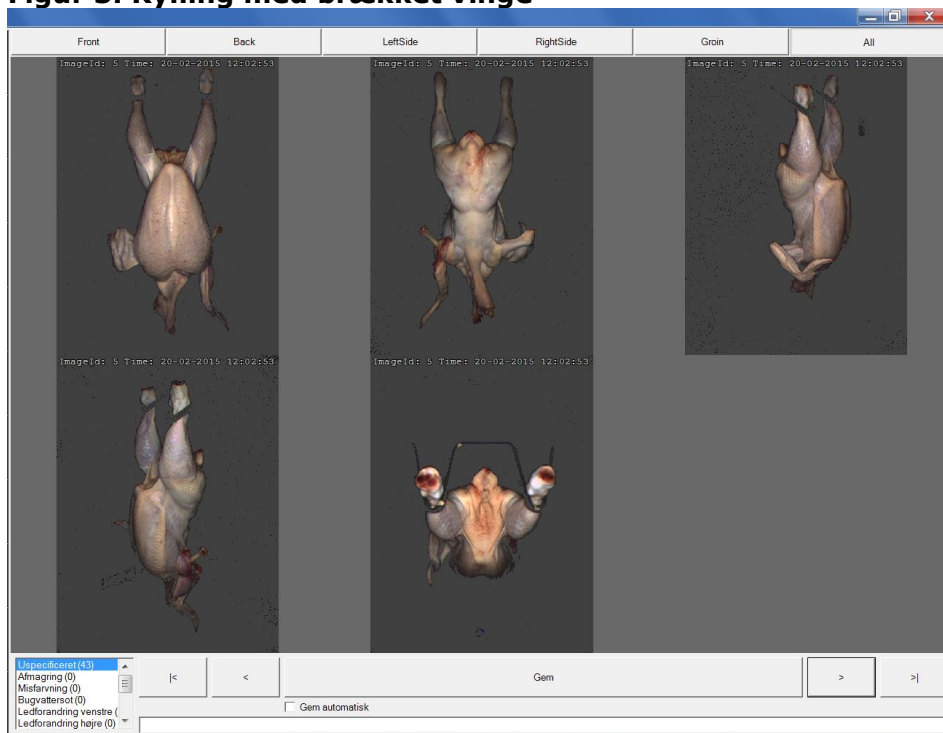 Figur 3. Kylling med brækket vinge
Front Back LeftSide RightSide Groin All
ImageId: 5 Time: 20-02-2015 12:02:53 ImageId: 5 Time: 20-02-2015 12:02:53 ImageId: 5 Time: 20-02-2015 12:02:53
ImageId: 5 Time: 20-02-2015 12:02:53 ImageId: 5 Time: 20-02-2015 12:02:53
Uspecificeret (43)
Afmagring (0)
Misfarvning (0)
Bugvattersot (0)
Ledforandring venstre (
Ledforandring højre (0)
|< < Gem > >|
Gem automatisk